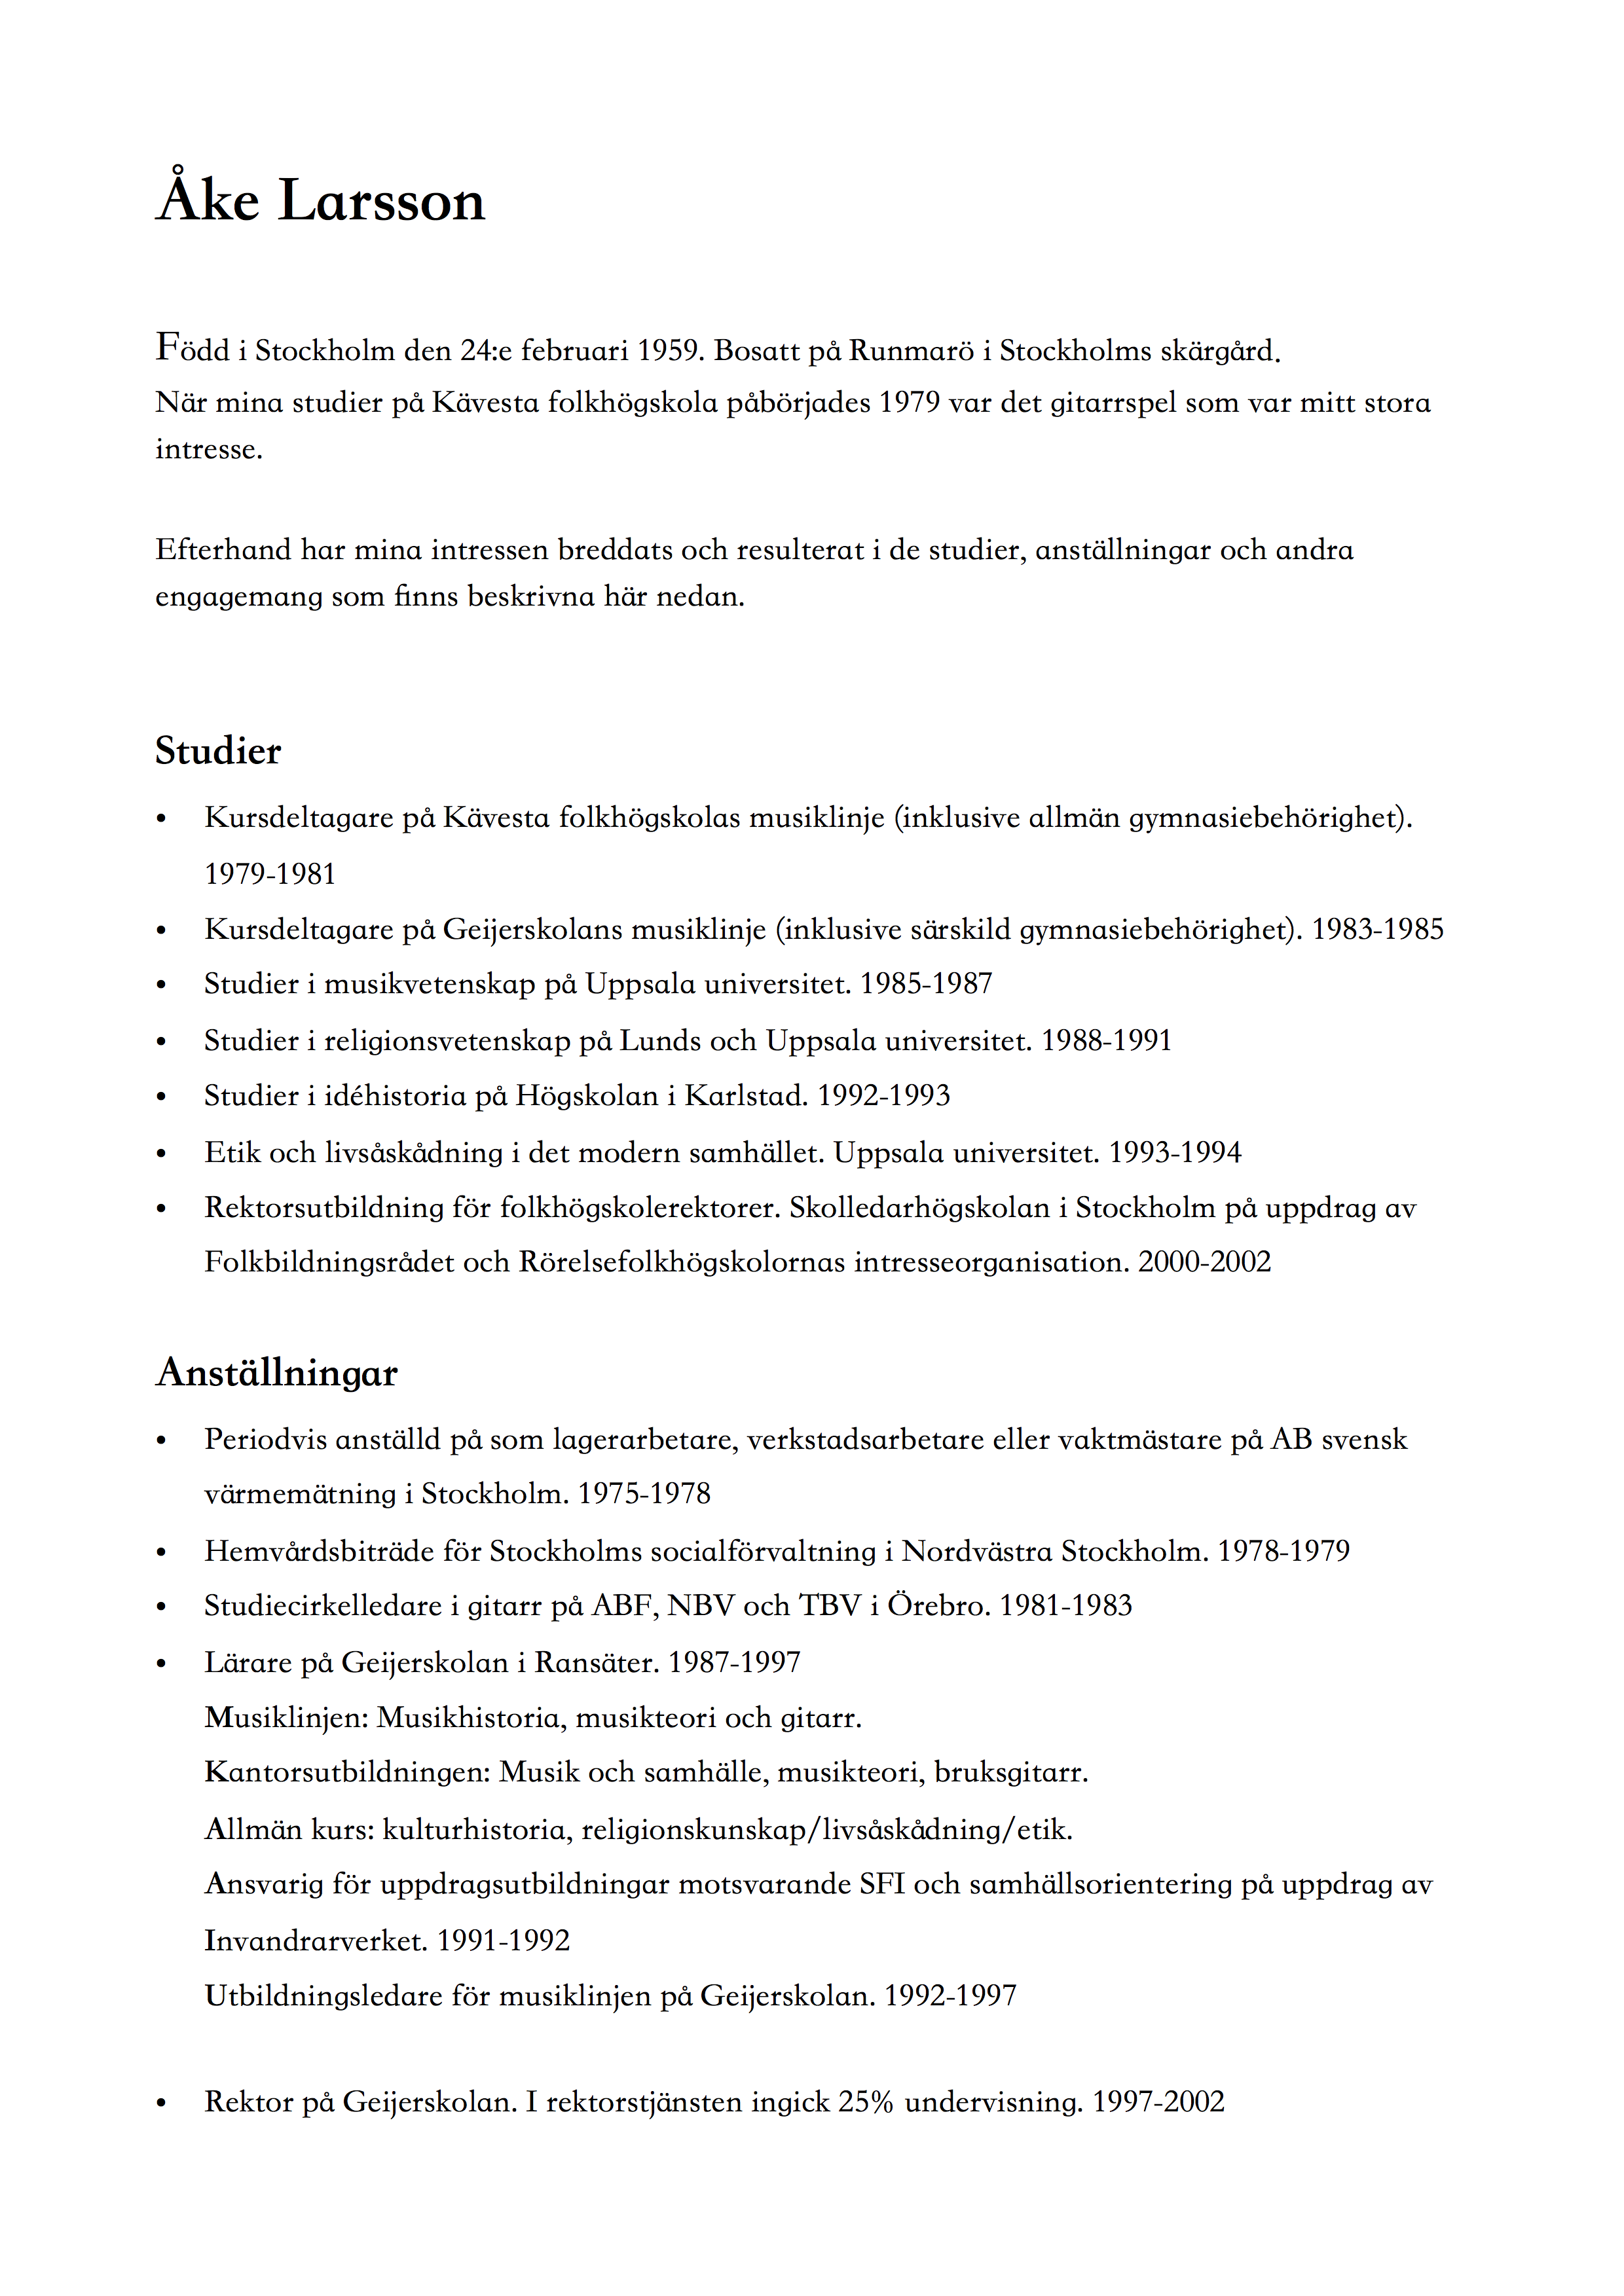 Åke Larsson
Född i Stockholm den 24:e februari 1959. Bosatt på Runmarö i Stockholms skärgård.
När mina studier på Kävesta folkhögskola påbörjades 1979 var det gitarrspel som var mitt stora
intresse.
Efterhand har mina intressen breddats och resulterat i de studier, anställningar och andra
engagemang som finns beskrivna här nedan.
Studier
• Kursdeltagare på Kävesta folkhögskolas musiklinje (inklusive allmän gymnasiebehörighet).
1979-1981
• Kursdeltagare på Geijerskolans musiklinje (inklusive särskild gymnasiebehörighet). 1983-1985
• Studier i musikvetenskap på Uppsala universitet. 1985-1987
• Studier i religionsvetenskap på Lunds och Uppsala universitet. 1988-1991
• Studier i idéhistoria på Högskolan i Karlstad. 1992-1993
• Etik och livsåskådning i det modern samhället. Uppsala universitet. 1993-1994
• Rektorsutbildning för folkhögskolerektorer. Skolledarhögskolan i Stockholm på uppdrag av
Folkbildningsrådet och Rörelsefolkhögskolornas intresseorganisation. 2000-2002
Anställningar
• Periodvis anställd på som lagerarbetare, verkstadsarbetare eller vaktmästare på AB svensk
värmemätning i Stockholm. 1975-1978
• Hemvårdsbiträde för Stockholms socialförvaltning i Nordvästra Stockholm. 1978-1979
• Studiecirkelledare i gitarr på ABF, NBV och TBV i Örebro. 1981-1983
• Lärare på Geijerskolan i Ransäter. 1987-1997
Musiklinjen: Musikhistoria, musikteori och gitarr.
Kantorsutbildningen: Musik och samhälle, musikteori, bruksgitarr.
Allmän kurs: kulturhistoria, religionskunskap/livsåskådning/etik.
Ansvarig för uppdragsutbildningar motsvarande SFI och samhällsorientering på uppdrag av
Invandrarverket. 1991-1992
Utbildningsledare för musiklinjen på Geijerskolan. 1992-1997
• Rektor på Geijerskolan. I rektorstjänsten ingick 25% undervisning. 1997-2002